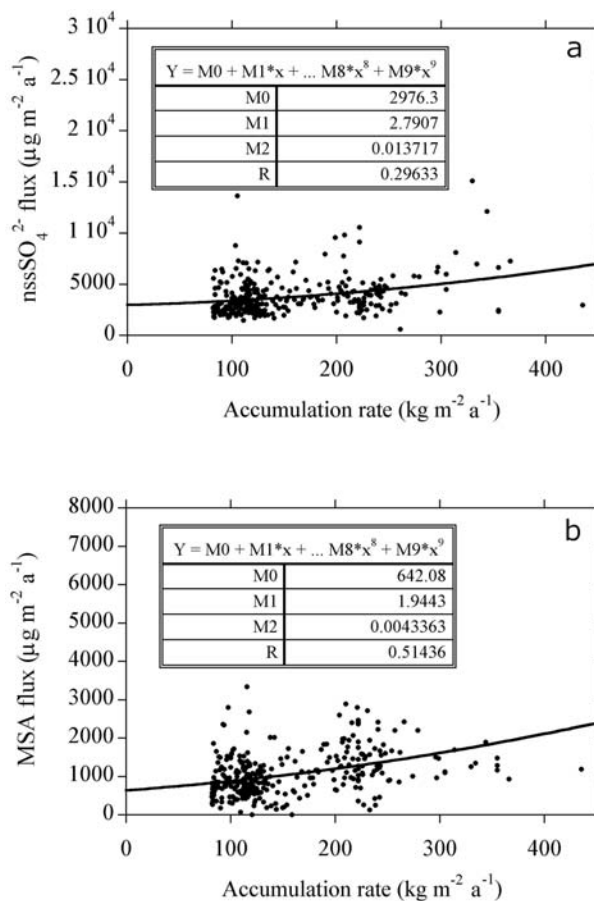 a
3 10⁴
2.5 10⁴
2 10⁴
1.5 10⁴
1 10⁴
5000
0
nssSO₄²⁻ flux (µg m⁻² a⁻¹)
Y = M0 + M1*x + ... M8*x⁸ + M9*x⁹
M0 2976.3
M1 2.7907
M2 0.013717
R 0.29633
0 100 200 300 400
Accumulation rate (kg m⁻² a⁻¹)
b
8000
7000
6000
5000
4000
3000
2000
1000
0
MSA flux (µg m⁻² a⁻¹)
Y = M0 + M1*x + ... M8*x⁸ + M9*x⁹
M0 642.08
M1 1.9443
M2 0.0043363
R 0.51436
0 100 200 300 400
Accumulation rate (kg m⁻² a⁻¹)